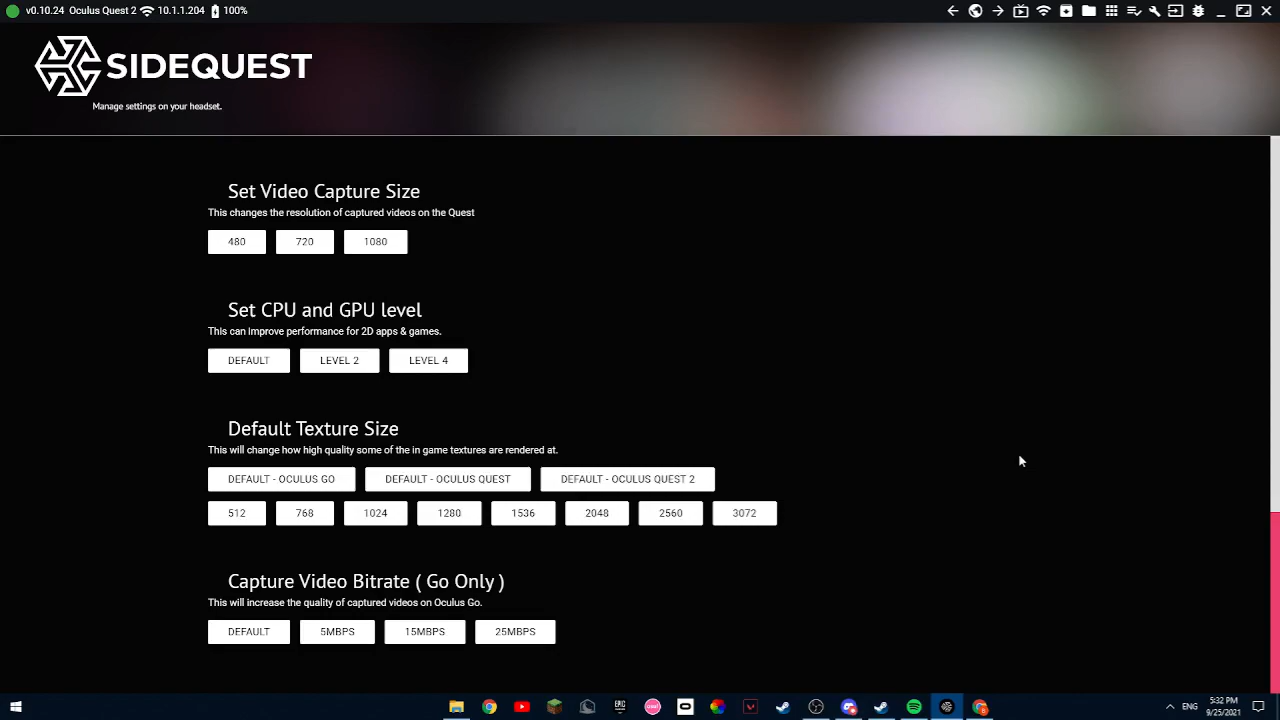 v0.10.24 Oculus Quest 2 10.1.1.204 100%
SIDEQUEST
Manage settings on your headset.
Set Video Capture Size
This changes the resolution of captured videos on the Quest
480 720 1080
Set CPU and GPU level
This can improve performance for 2D apps & games.
DEFAULT LEVEL 2 LEVEL 4
Default Texture Size
This will change how high quality some of the in game textures are rendered at.
DEFAULT - OCULUS GO DEFAULT - OCULUS QUEST DEFAULT - OCULUS QUEST 2
512 768 1024 1280 1536 2048 2560 3072
Capture Video Bitrate ( Go Only )
This will increase the quality of captured videos on Oculus Go.
DEFAULT 5MBPS 15MBPS 25MBPS
ENG
5:32 PM
9/25/2021